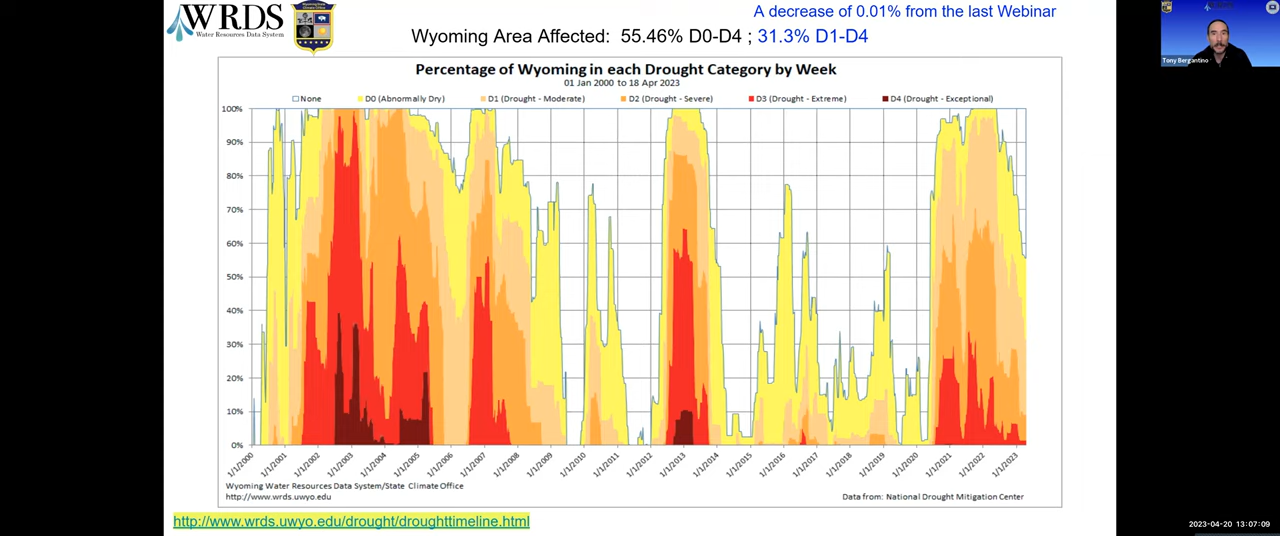 WRDS
Water Resources Data System
A decrease of 0.01% from the last Webinar
Wyoming Area Affected: 55.46% D0-D4 ; 31.3% D1-D4
Tony Bergantino
Percentage of Wyoming in each Drought Category by Week
01 Jan 2000 to 18 Apr 2023
None D0 (Abnormally Dry) D1 (Drought - Moderate) D2 (Drought - Severe) D3 (Drought - Extreme) D4 (Drought - Exceptional)
100%
90%
80%
70%
60%
50%
40%
30%
20%
10%
0%
1/1/2000 1/1/2001 1/1/2002 1/1/2003 1/1/2004 1/1/2005 1/1/2006 1/1/2007 1/1/2008 1/1/2009 1/1/2010 1/1/2011 1/1/2012 1/1/2013 1/1/2014 1/1/2015 1/1/2016 1/1/2017 1/1/2018 1/1/2019 1/1/2020 1/1/2021 1/1/2022 1/1/2023
Wyoming Water Resources Data System/State Climate Office
http://www.wrds.uwyo.edu
Data from: National Drought Mitigation Center
http://www.wrds.uwyo.edu/drought/droughttimeline.html
2023-04-20 13:07:09